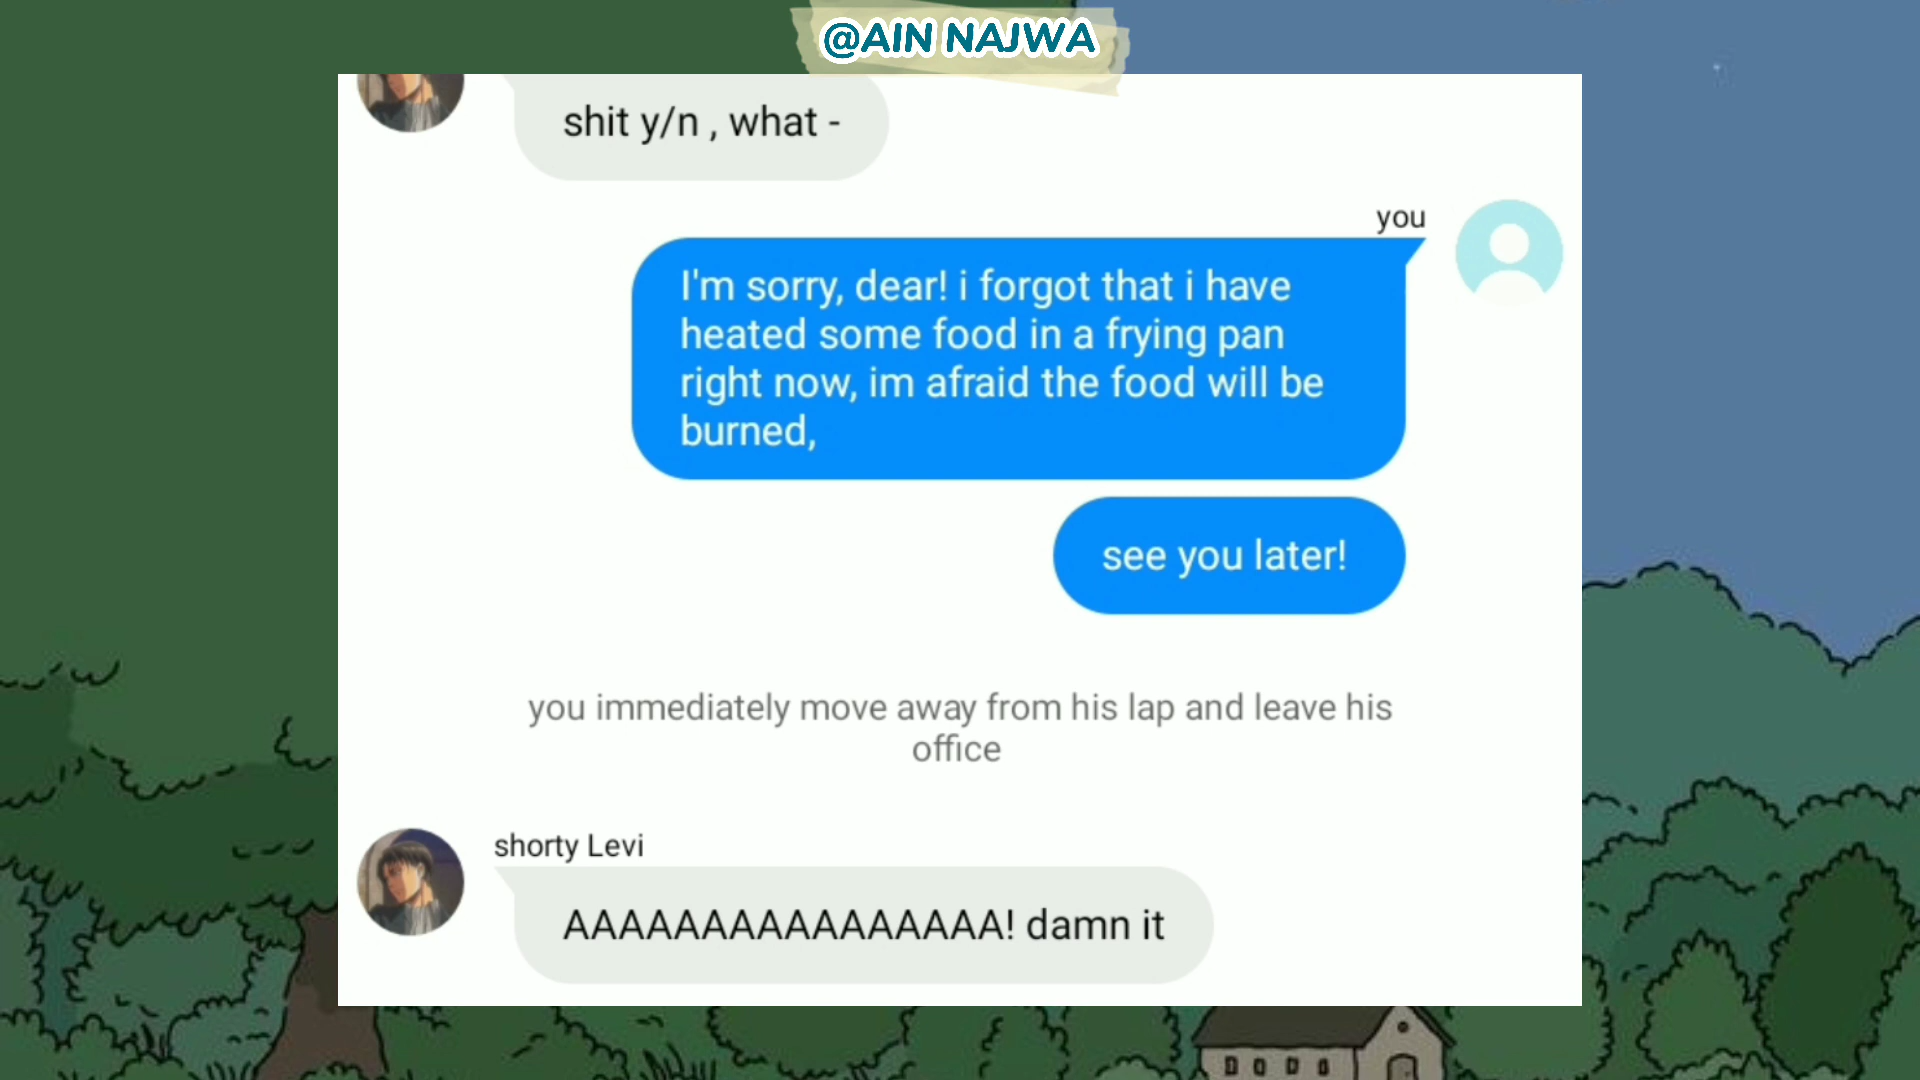 @AIN NAJWA
shit y/n , what -
you
I'm sorry, dear! i forgot that i have
heated some food in a frying pan
right now, im afraid the food will be
burned,
see you later!
you immediately move away from his lap and leave his
office
shorty Levi
AAAAAAAAAAAAAAAA! damn it